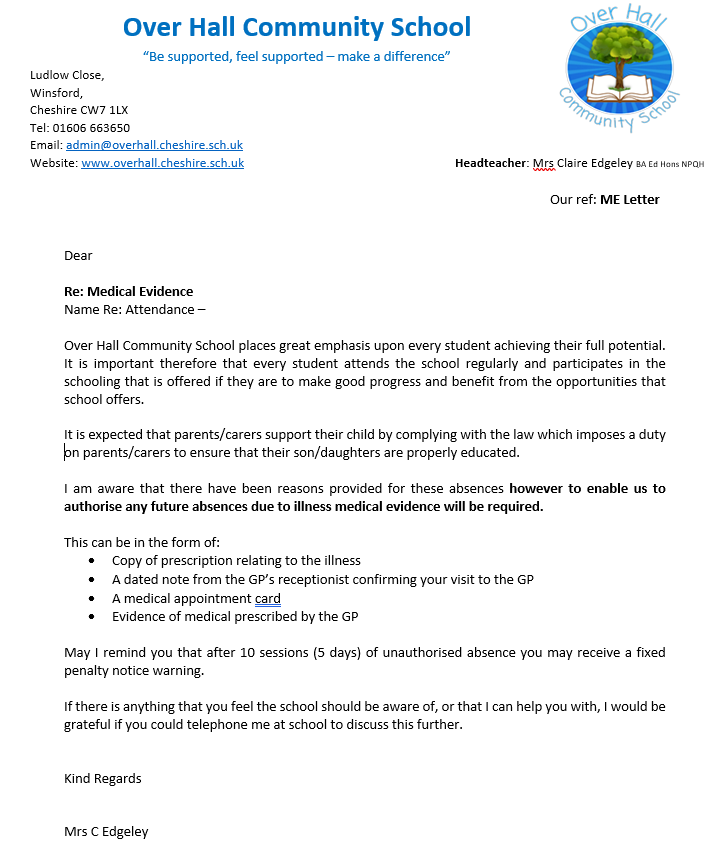 Over Hall Community School
“Be supported, feel supported – make a difference”
Over Hall
Community School
Ludlow Close,
Winsford,
Cheshire CW7 1LX
Tel: 01606 663650
Email: admin@overhall.cheshire.sch.uk
Website: www.overhall.cheshire.sch.uk
Headteacher: Mrs Claire Edgeley BA Ed Hons NPQH
Our ref: ME Letter
Dear
Re: Medical Evidence
Name Re: Attendance –
Over Hall Community School places great emphasis upon every student achieving their full potential.
It is important therefore that every student attends the school regularly and participates in the
schooling that is offered if they are to make good progress and benefit from the opportunities that
school offers.
It is expected that parents/carers support their child by complying with the law which imposes a duty
on parents/carers to ensure that their son/daughters are properly educated.
I am aware that there have been reasons provided for these absences however to enable us to
authorise any future absences due to illness medical evidence will be required.
This can be in the form of:
• Copy of prescription relating to the illness
• A dated note from the GP’s receptionist confirming your visit to the GP
• A medical appointment card
• Evidence of medical prescribed by the GP
May I remind you that after 10 sessions (5 days) of unauthorised absence you may receive a fixed
penalty notice warning.
If there is anything that you feel the school should be aware of, or that I can help you with, I would be
grateful if you could telephone me at school to discuss this further.
Kind Regards
Mrs C Edgeley